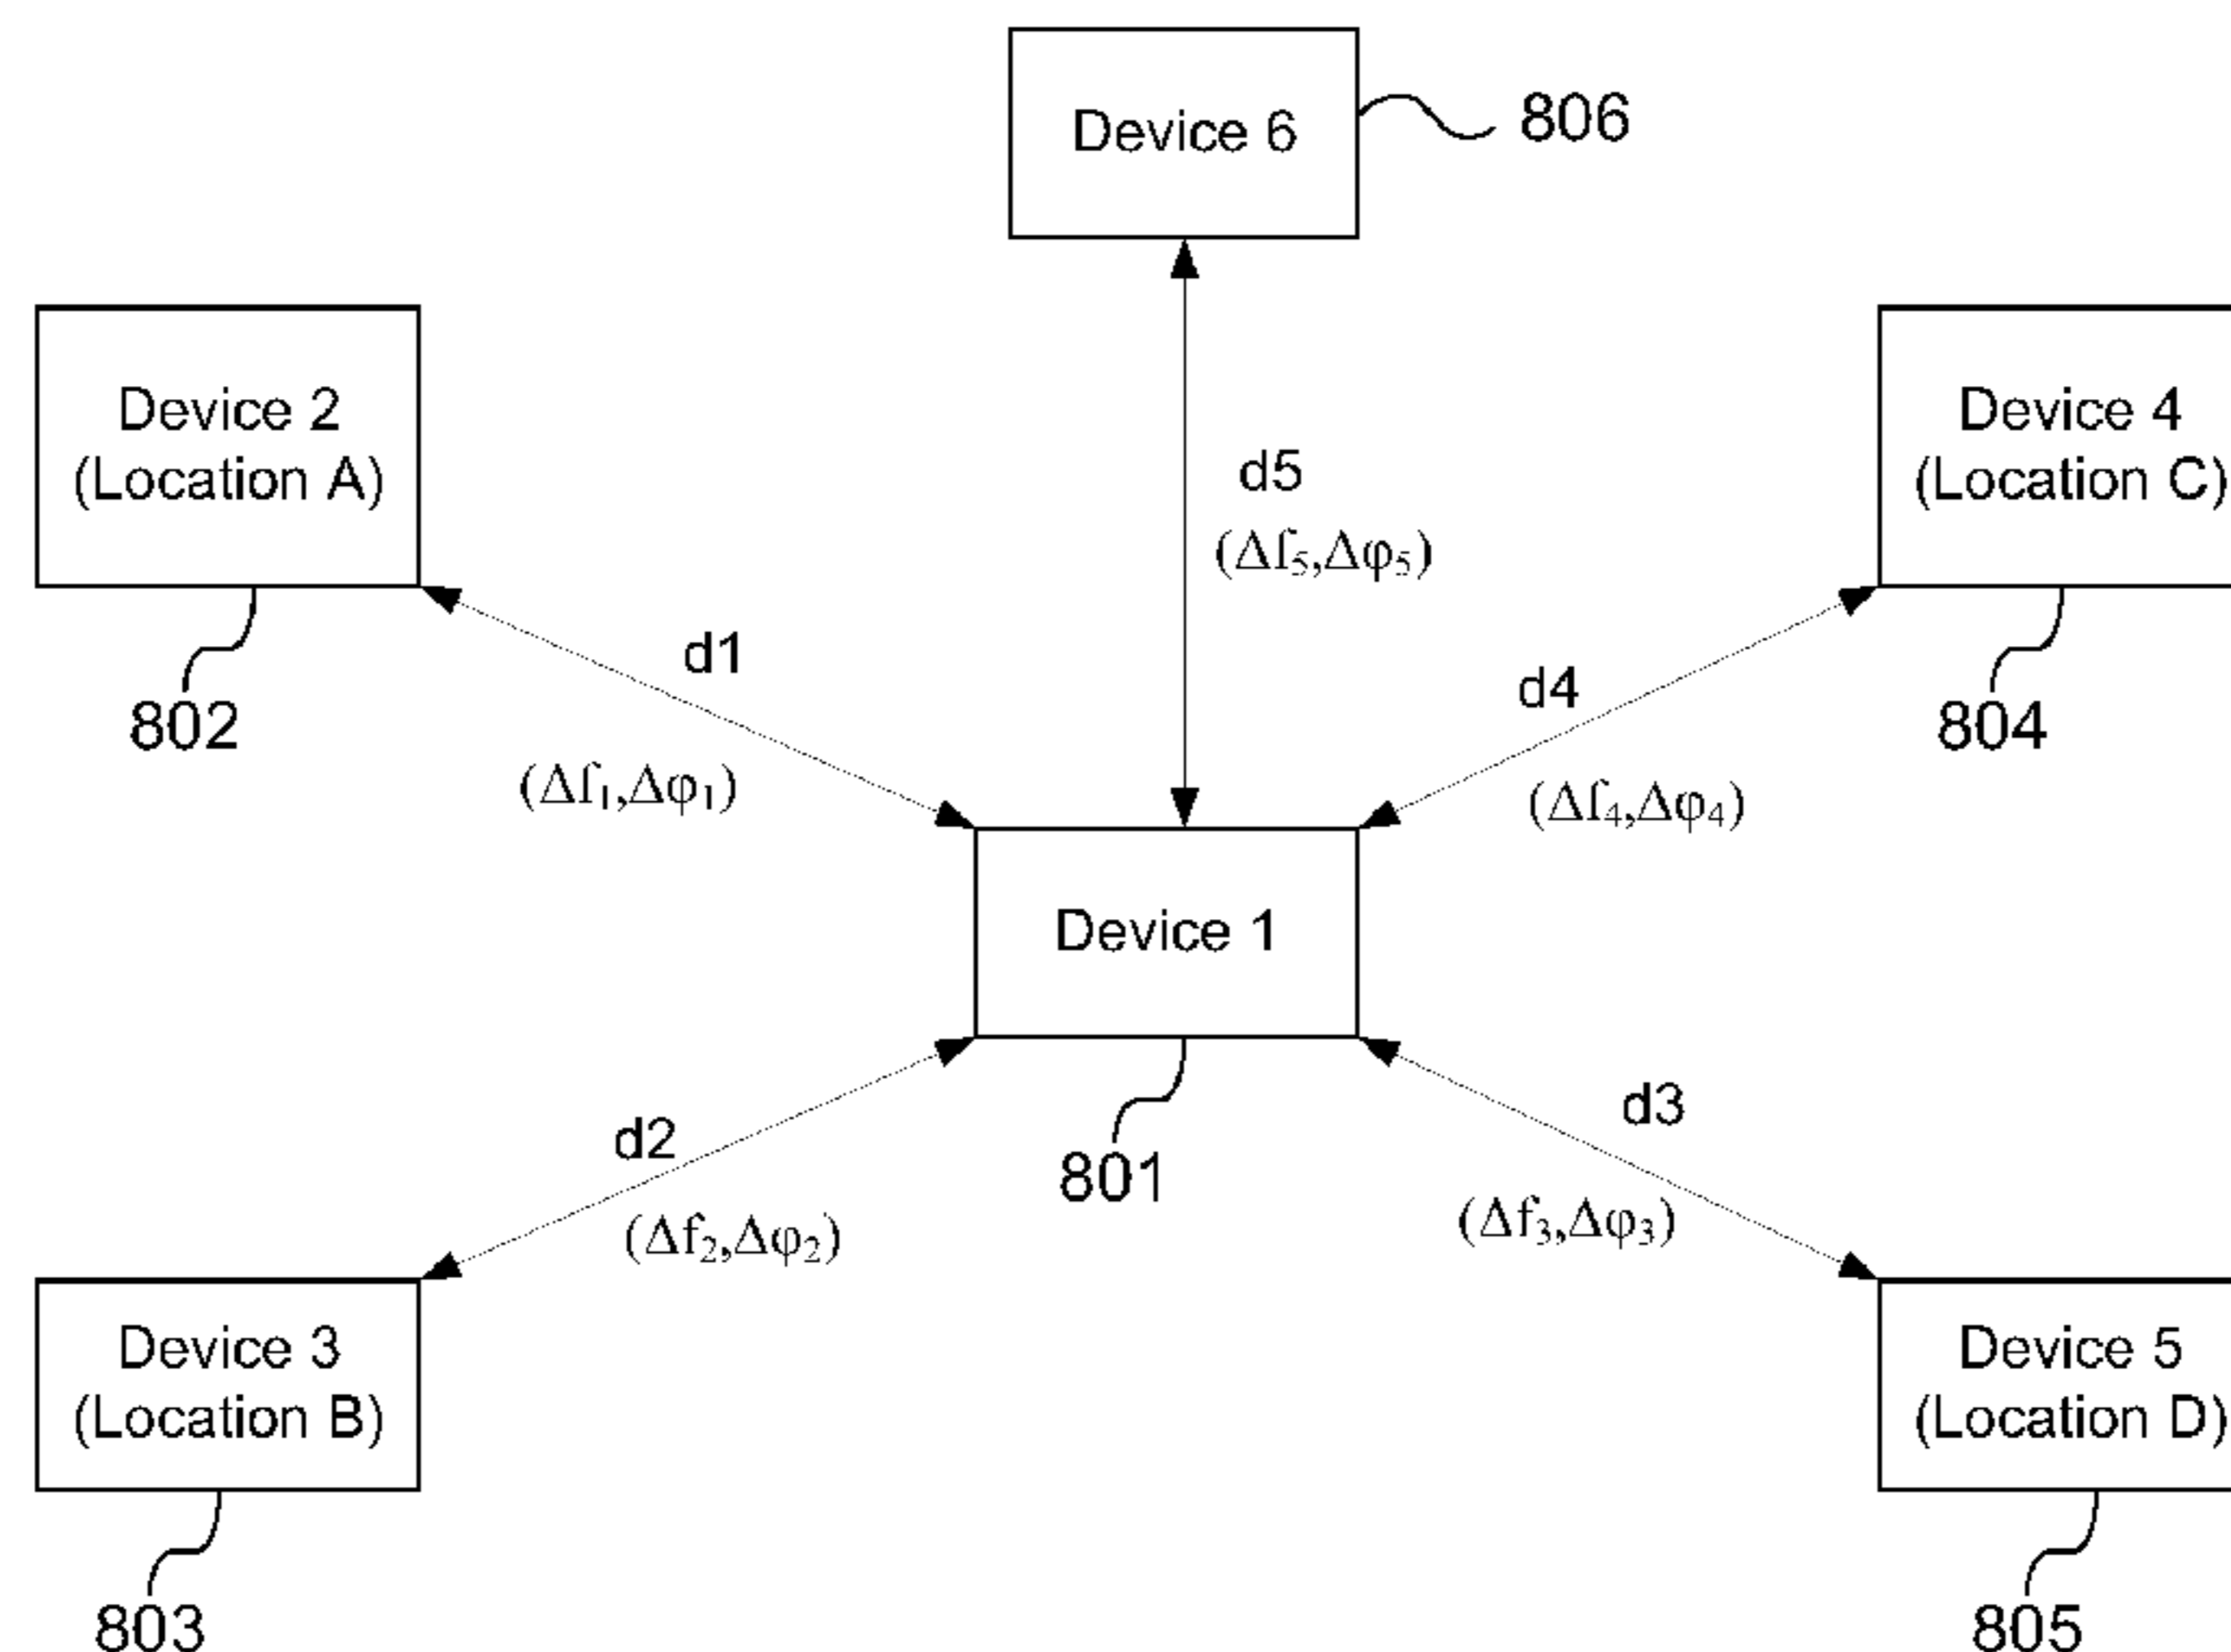 Device 6
806
Device 2
(Location A)
802
Device 4
(Location C)
804
d5
(Δf₅,Δφ₅)
d1
(Δf₁,Δφ₁)
d4
(Δf₄,Δφ₄)
Device 1
801
d2
(Δf₂,Δφ₂)
d3
(Δf₃,Δφ₃)
Device 3
(Location B)
803
Device 5
(Location D)
805